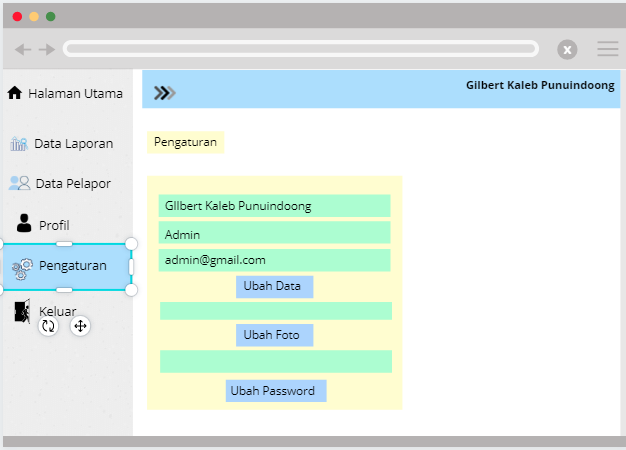 x
Halaman Utama
Gilbert Kaleb Punuindoong
Data Laporan
Data Pelapor
Profil
Pengaturan
Keluar
Pengaturan
GIlbert Kaleb Punuindoong
Admin
admin@gmail.com
Ubah Data
Ubah Foto
Ubah Password